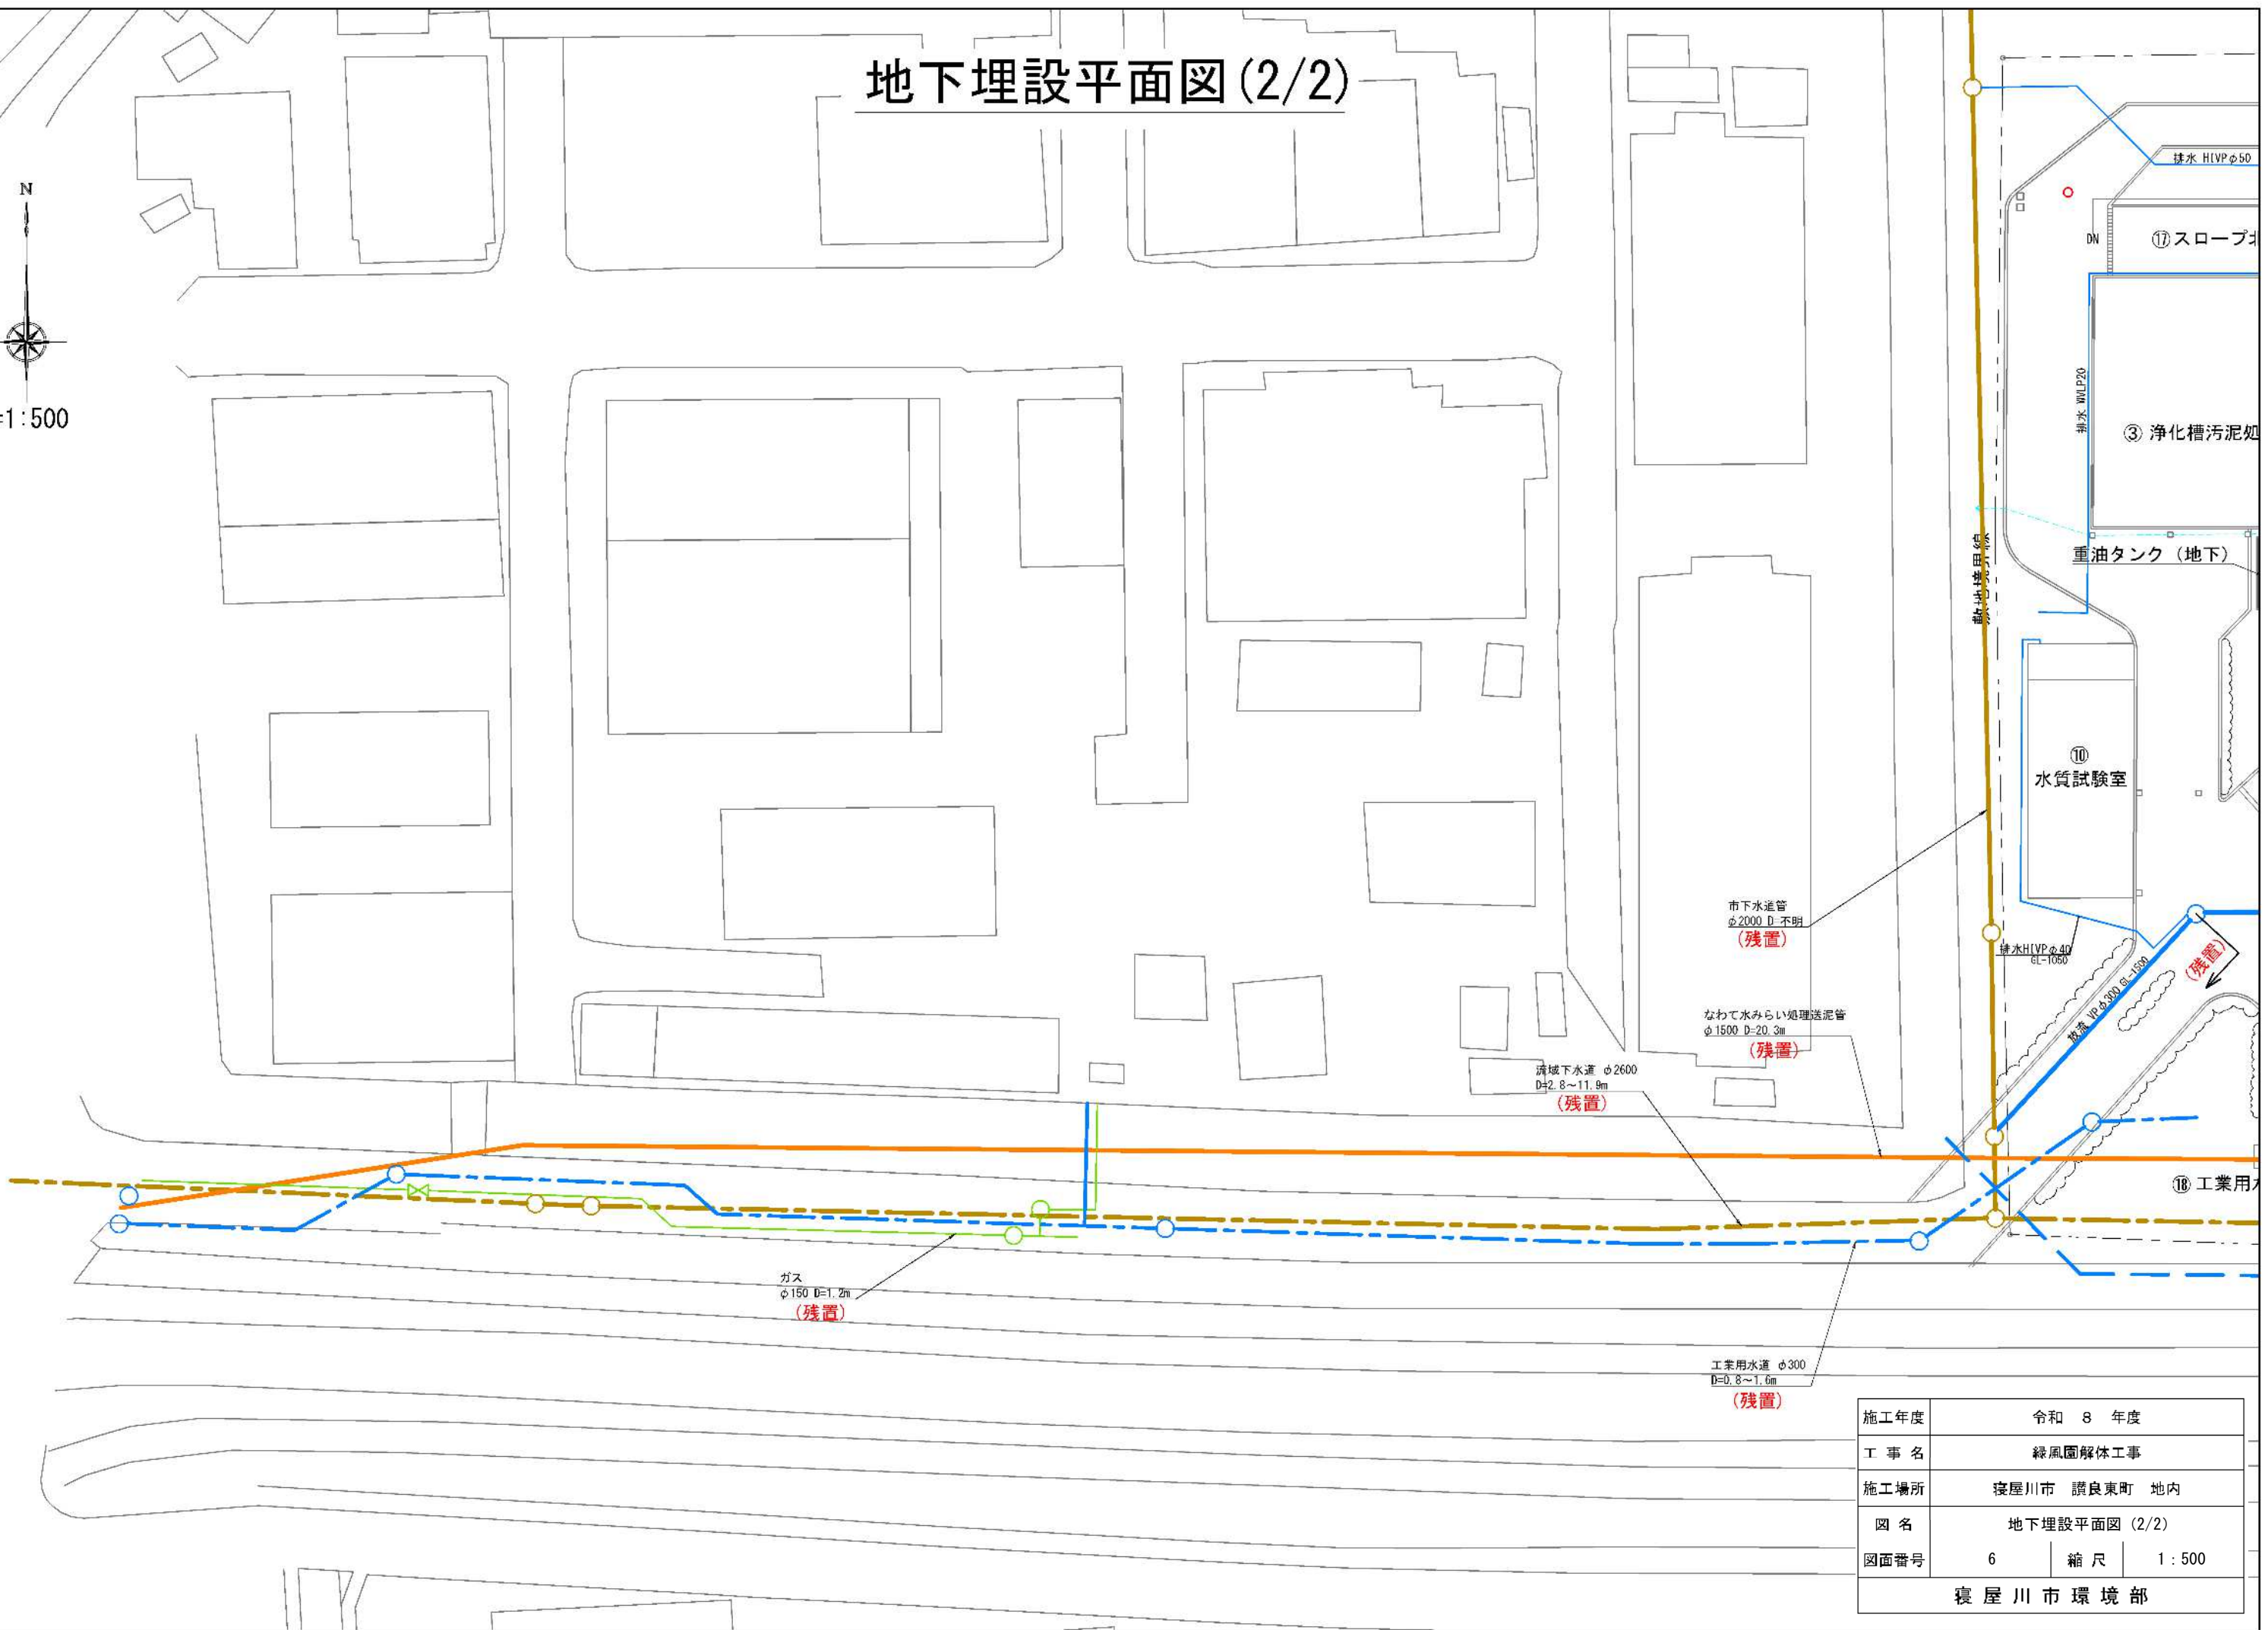 地下埋設平面図(2/2)
N
=1:500
排水 HIVPφ50
DN
⑰スロープ
排水 WVLP20
③ 浄化槽汚泥処
敷地境界線
重油タンク（地下）
⑩
水質試験室
市下水道管
φ2000 D 不明
(残置)
排水HIVPφ40
GL-1050
(残置)
放流 VPφ300 GL-1500
なわて水みらい処理送泥管
φ1500 D=20.3m
(残置)
流域下水道 φ2600
D=2.8～11.9m
(残置)
⑱ 工業用
ガス
φ150 D=1.2m
(残置)
工業用水道 φ300
D=0.8～1.6m
(残置)
施工年度 令和 8 年度
工事名 緑風園解体工事
施工場所 寝屋川市 讃良東町 地内
図名 地下埋設平面図 (2/2)
図面番号 6 縮尺 1:500
寝屋川市環境部